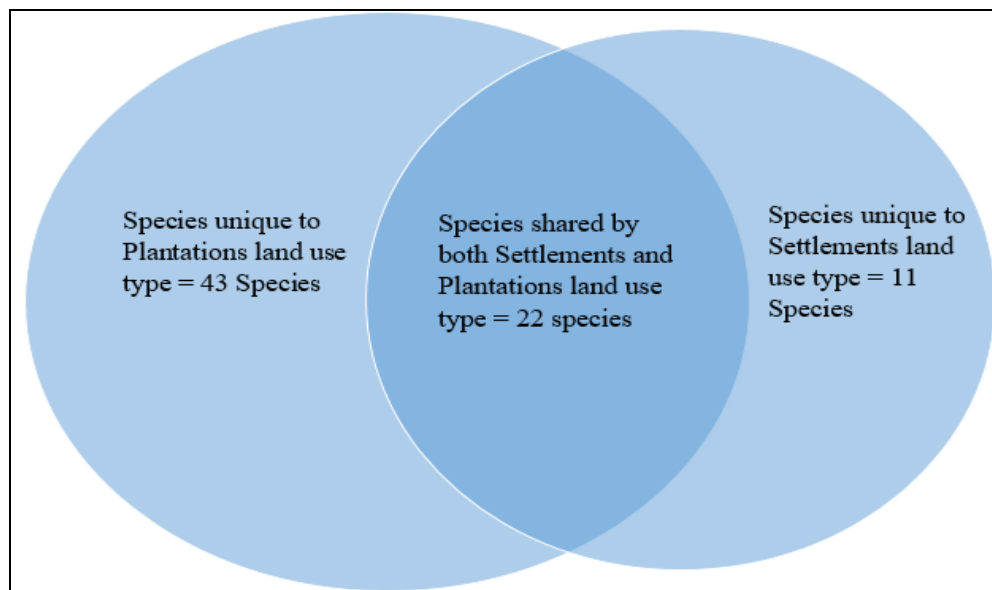 Species unique to
Plantations land use
type = 43 Species
Species shared by
both Settlements and
Plantations land use
type = 22 species
Species unique to
Settlements land
use type = 11
Species